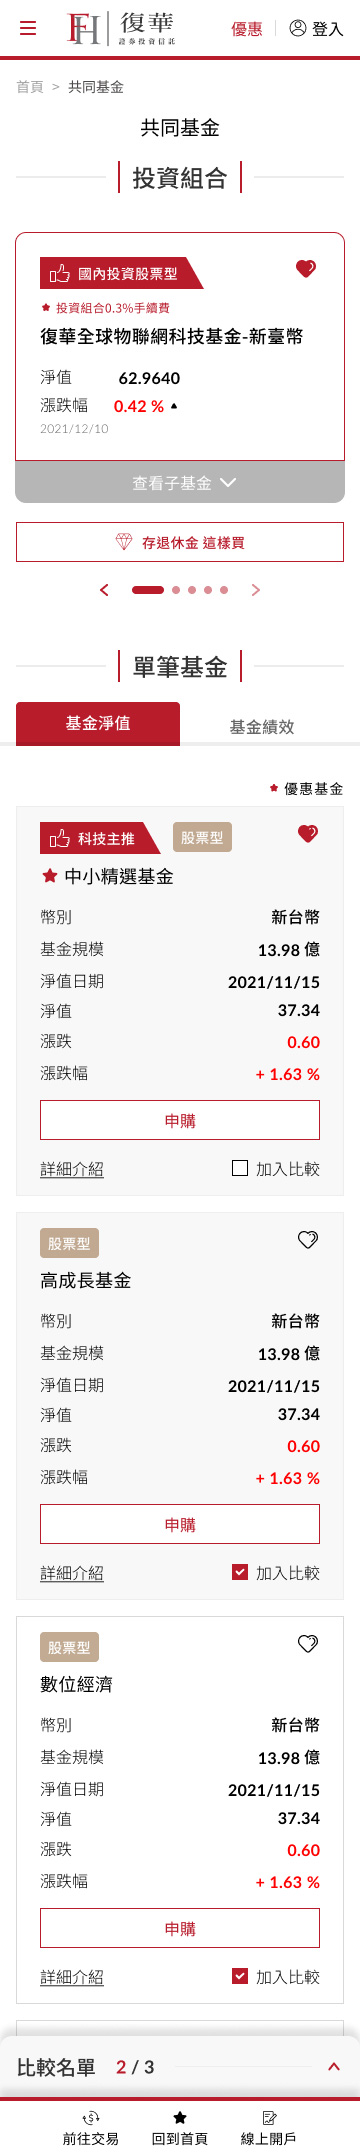 FH 復華
證券投資信託
優惠
登入
首頁 > 共同基金
共同基金
投資組合
國內投資股票型
投資組合0.3%手續費
復華全球物聯網科技基金-新臺幣
淨值 62.9640
漲跌幅 0.42 %
2021/12/10
查看子基金
存退休金 這樣買
單筆基金
基金淨值
基金績效
優惠基金
科技主推
股票型
中小精選基金
幣別 新台幣
基金規模 13.98 億
淨值日期 2021/11/15
淨值 37.34
漲跌 0.60
漲跌幅 + 1.63 %
申購
詳細介紹
加入比較
股票型
高成長基金
幣別 新台幣
基金規模 13.98 億
淨值日期 2021/11/15
淨值 37.34
漲跌 0.60
漲跌幅 + 1.63 %
申購
詳細介紹
加入比較
股票型
數位經濟
幣別 新台幣
基金規模 13.98 億
淨值日期 2021/11/15
淨值 37.34
漲跌 0.60
漲跌幅 + 1.63 %
申購
詳細介紹
加入比較
比較名單 2 / 3
前往交易
回到首頁
線上開戶